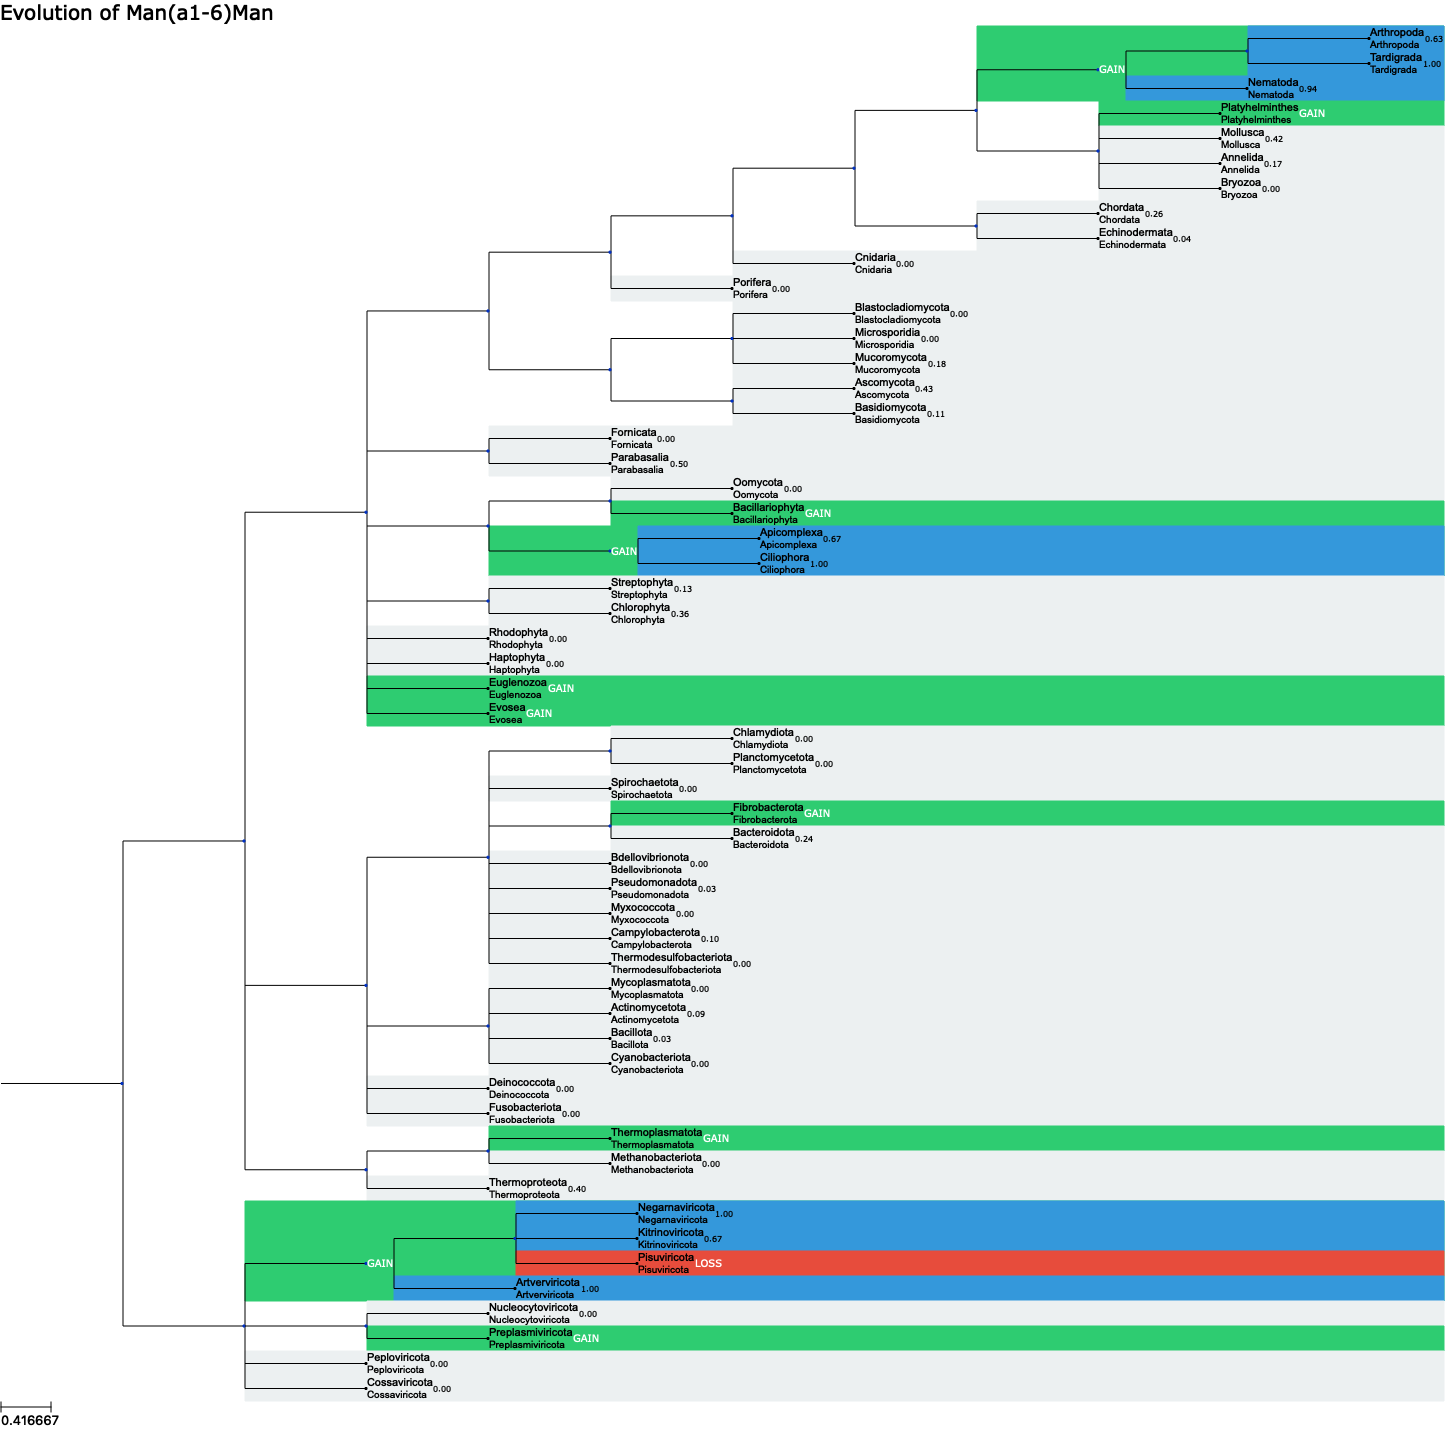 Evolution of Man(a1-6)Man
Arthropoda 0.63
Arthropoda
Tardigrada 1.00
Tardigrada
GAIN
Nematoda 0.94
Nematoda
Platyhelminthes GAIN
Platyhelminthes
Mollusca 0.42
Mollusca
Annelida 0.17
Annelida
Bryozoa 0.00
Bryozoa
Chordata 0.26
Chordata
Echinodermata 0.04
Echinodermata
Cnidaria 0.00
Cnidaria
Porifera 0.00
Porifera
Blastocladiomycota 0.00
Blastocladiomycota
Microsporidia 0.00
Microsporidia
Mucoromycota 0.18
Mucoromycota
Ascomycota 0.43
Ascomycota
Basidiomycota 0.11
Basidiomycota
Fornicata 0.00
Fornicata
Parabasalia 0.50
Parabasalia
Oomycota 0.00
Oomycota
Bacillariophyta GAIN
Bacillariophyta
Apicomplexa 0.67
Apicomplexa
GAIN
Ciliophora 1.00
Ciliophora
Streptophyta 0.13
Streptophyta
Chlorophyta 0.36
Chlorophyta
Rhodophyta 0.00
Rhodophyta
Haptophyta 0.00
Haptophyta
Euglenozoa GAIN
Euglenozoa
Evosea GAIN
Evosea
Chlamydiota 0.00
Chlamydiota
Planctomycetota 0.00
Planctomycetota
Spirochaetota 0.00
Spirochaetota
Fibrobacterota GAIN
Fibrobacterota
Bacteroidota 0.24
Bacteroidota
Bdellovibrionota 0.00
Bdellovibrionota
Pseudomonadota 0.03
Pseudomonadota
Myxococcota 0.00
Myxococcota
Campylobacterota 0.10
Campylobacterota
Thermodesulfobacteriota 0.00
Thermodesulfobacteriota
Mycoplasmatota 0.00
Mycoplasmatota
Actinomycetota 0.09
Actinomycetota
Bacillota 0.03
Bacillota
Cyanobacteriota 0.00
Cyanobacteriota
Deinococcota 0.00
Deinococcota
Fusobacteriota 0.00
Fusobacteriota
Thermoplasmatota GAIN
Thermoplasmatota
Methanobacteriota 0.00
Methanobacteriota
Thermoproteota 0.40
Thermoproteota
Negarnaviricota 1.00
Negarnaviricota
Kitrinoviricota 0.67
Kitrinoviricota
GAIN
Pisuviricota LOSS
Pisuviricota
Artverviricota 1.00
Artverviricota
Nucleocytoviricota 0.00
Nucleocytoviricota
Preplasmiviricota GAIN
Preplasmiviricota
Peploviricota 0.00
Peploviricota
Cossaviricota 0.00
Cossaviricota
0.416667